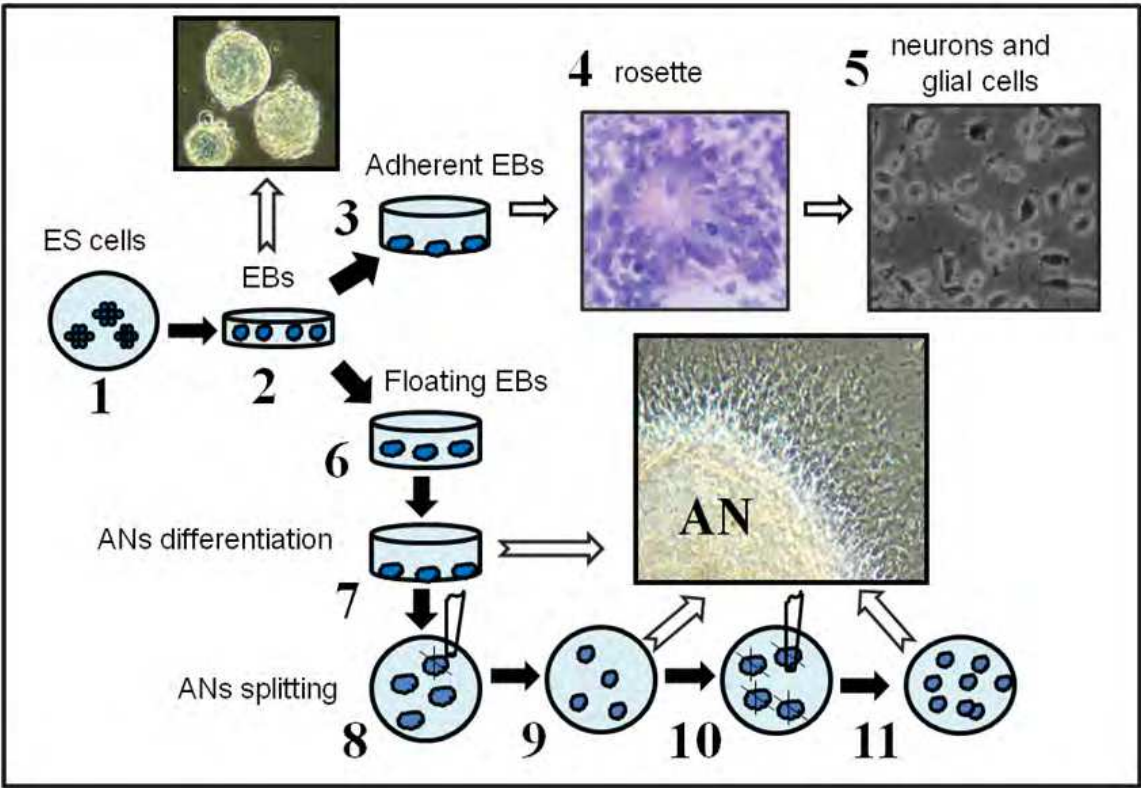 4 rosette
5 neurons and
glial cells
Adherent EBs
3
ES cells
EBs
1
2
Floating EBs
6
ANs differentiation
AN
7
ANs splitting
8
9
10
11